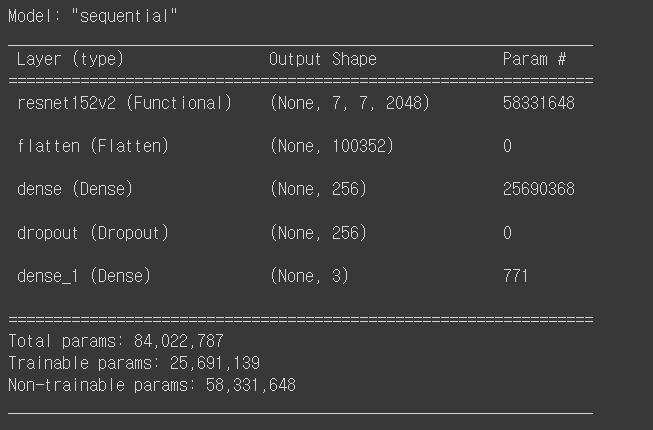 Model: "sequential"
_________________________________________________________________
Layer (type) Output Shape Param #
=================================================================
resnet152v2 (Functional) (None, 7, 7, 2048) 58331648
flatten (Flatten) (None, 100352) 0
dense (Dense) (None, 256) 25690368
dropout (Dropout) (None, 256) 0
dense_1 (Dense) (None, 3) 771
=================================================================
Total params: 84,022,787
Trainable params: 25,691,139
Non-trainable params: 58,331,648
_________________________________________________________________